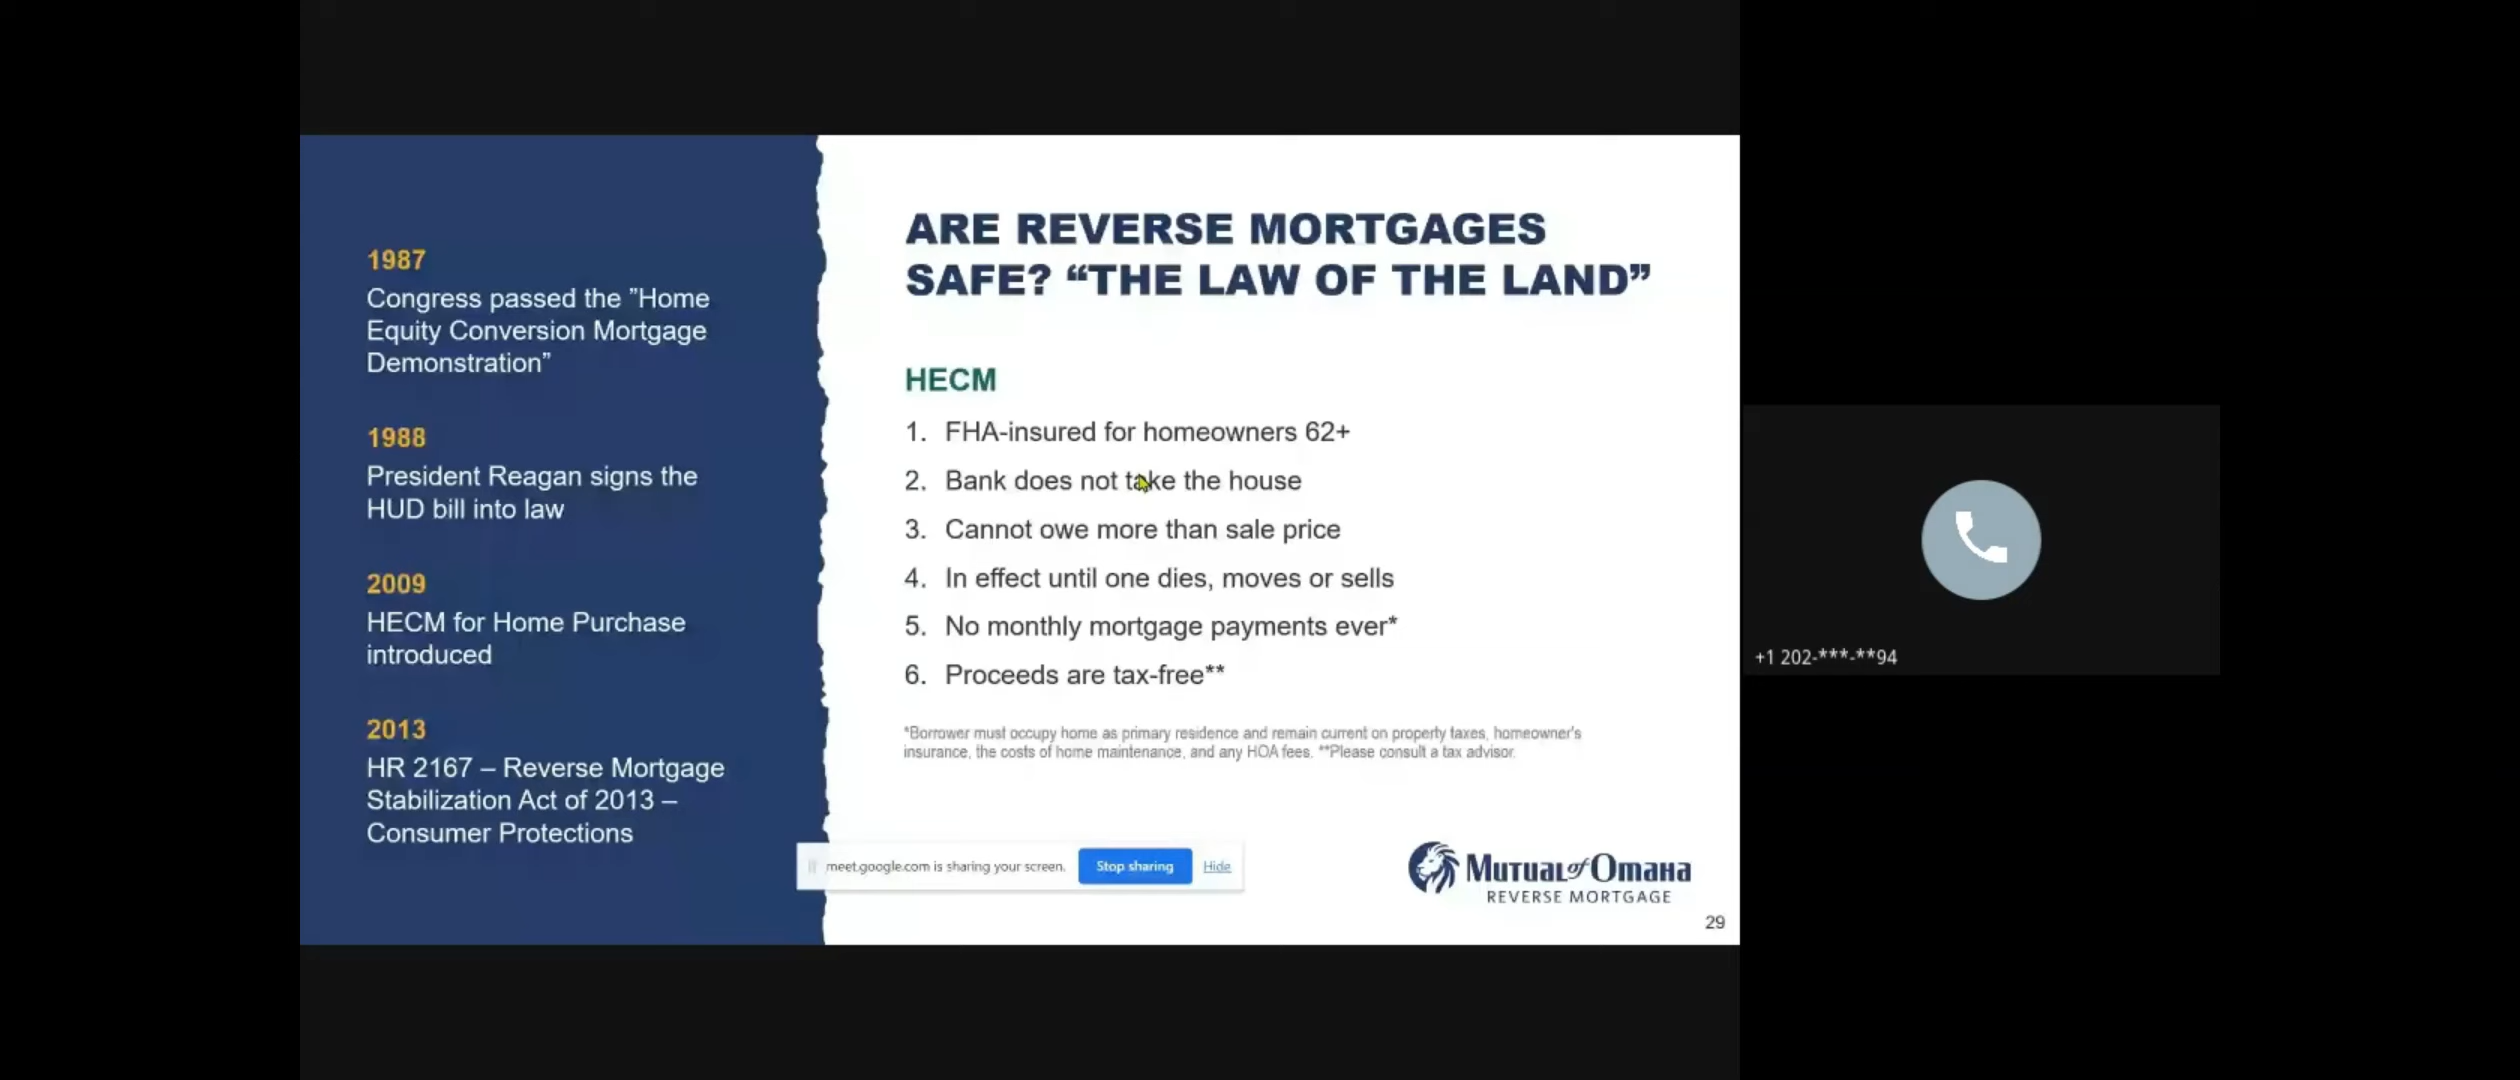 1987
Congress passed the ”Home
Equity Conversion Mortgage
Demonstration”
1988
President Reagan signs the
HUD bill into law
2009
HECM for Home Purchase
introduced
2013
HR 2167 – Reverse Mortgage
Stabilization Act of 2013 –
Consumer Protections
ARE REVERSE MORTGAGES
SAFE? “THE LAW OF THE LAND”
HECM
1. FHA-insured for homeowners 62+
2. Bank does not take the house
3. Cannot owe more than sale price
4. In effect until one dies, moves or sells
5. No monthly mortgage payments ever*
6. Proceeds are tax-free**
*Borrower must occupy home as primary residence and remain current on property taxes, homeowner's
insurance, the costs of home maintenance, and any HOA fees. **Please consult a tax advisor.
meet.google.com is sharing your screen. Stop sharing Hide
Mutual of Omaha
REVERSE MORTGAGE
29
+1 202-***-**94